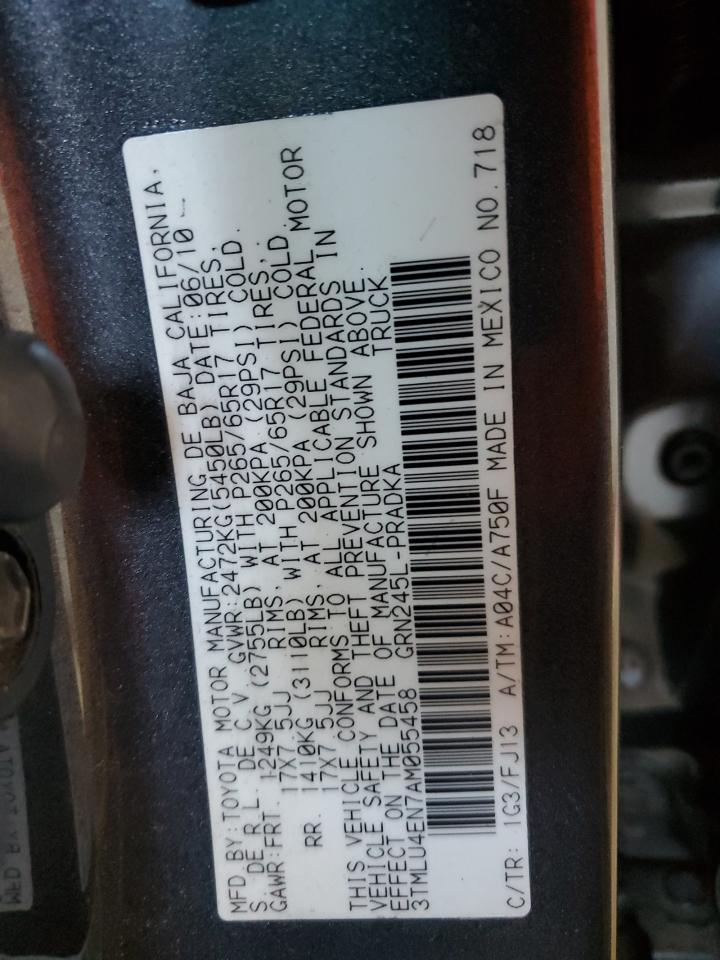 MFD. BY: TOYOTA MOTOR MANUFACTURING DE BAJA CALIFORNIA.
S. DE R. L. DE C. V. GVWR: 2472KG(5450LB) DATE: 06/10
GAWR: FRT. 1249KG (2755LB) WITH P265/65R17 TIRES,
17X7.5JJ RIMS, AT 200KPA (29PSI) COLD.
RR. 1410KG (3110LB) WITH P265/65R17 TIRES,
17X7.5JJ RIMS, AT 200KPA (29PSI) COLD.
THIS VEHICLE CONFORMS TO ALL APPLICABLE FEDERAL MOTOR
VEHICLE SAFETY AND THEFT PREVENTION STANDARDS IN
EFFECT ON THE DATE OF MANUFACTURE SHOWN ABOVE.
3TMLU4EN7AM055458 GRN245L-PRADKA TRUCK
C/TR: 1G3/FJ13 A/TM: A04C/A750F MADE IN MEXICO NO. 718